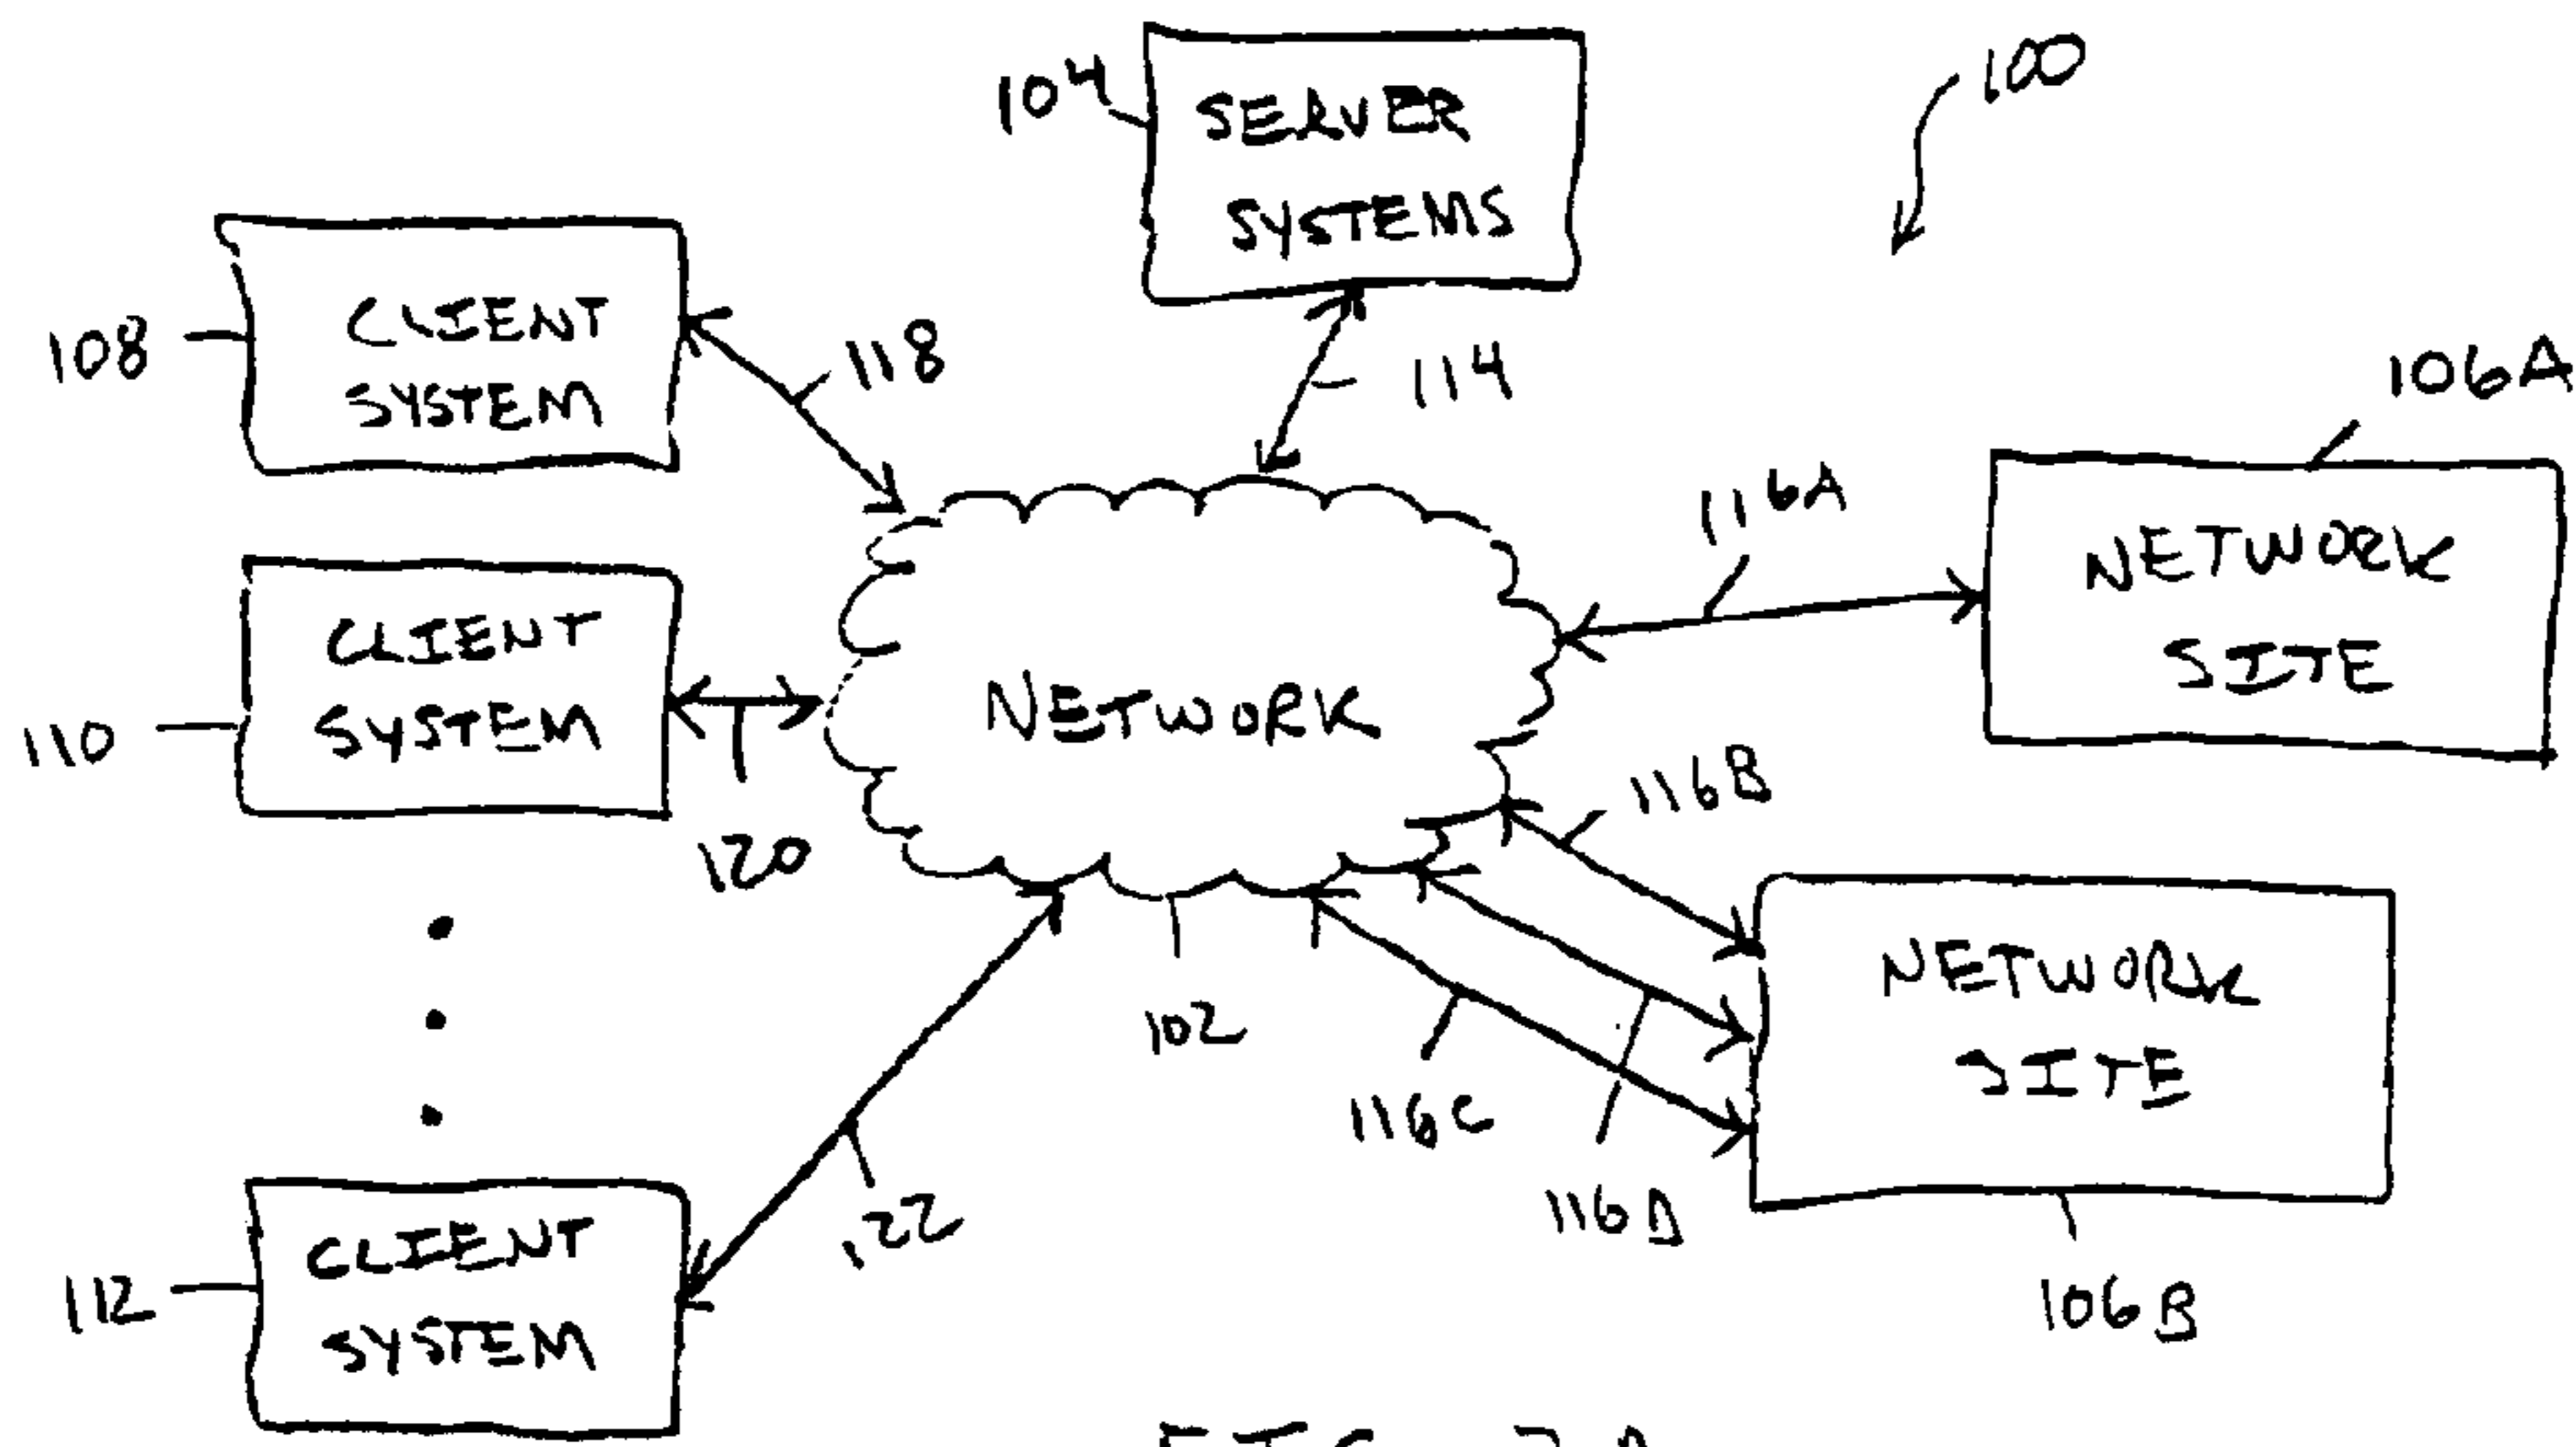 100
104
SERVER
SYSTEMS
108
CLIENT
SYSTEM
118
114
106A
116A
NETWORK
SITE
110
CLIENT
SYSTEM
120
NETWORK
116B
102
NETWORK
SITE
116C
116D
106B
122
112
CLIENT
SYSTEM